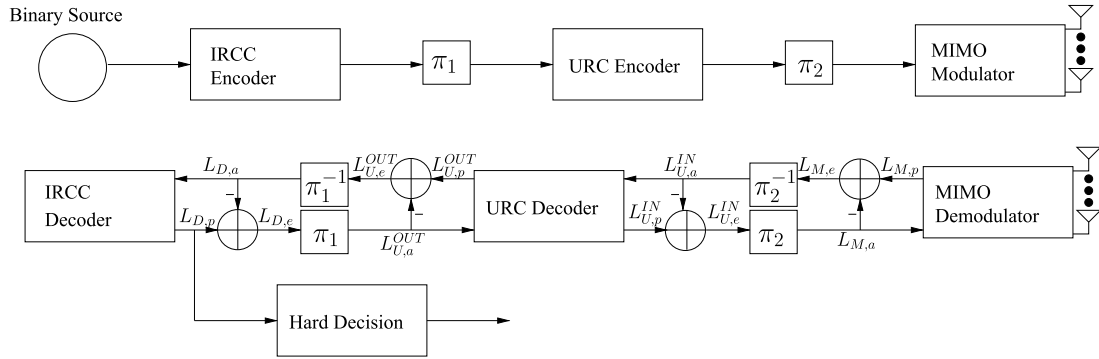 Binary Source
IRCC
Encoder
π₁
URC Encoder
π₂
MIMO
Modulator
IRCC
Decoder
L_{D,a}
L_{D,p}
−
L_{D,e}
π₁⁻¹
π₁
L_{U,e}^{OUT}
L_{U,p}^{OUT}
−
L_{U,a}^{OUT}
URC Decoder
L_{U,a}^{IN}
L_{U,p}^{IN}
−
L_{U,e}^{IN}
π₂⁻¹
π₂
L_{M,e}
L_{M,p}
−
L_{M,a}
MIMO
Demodulator
Hard Decision